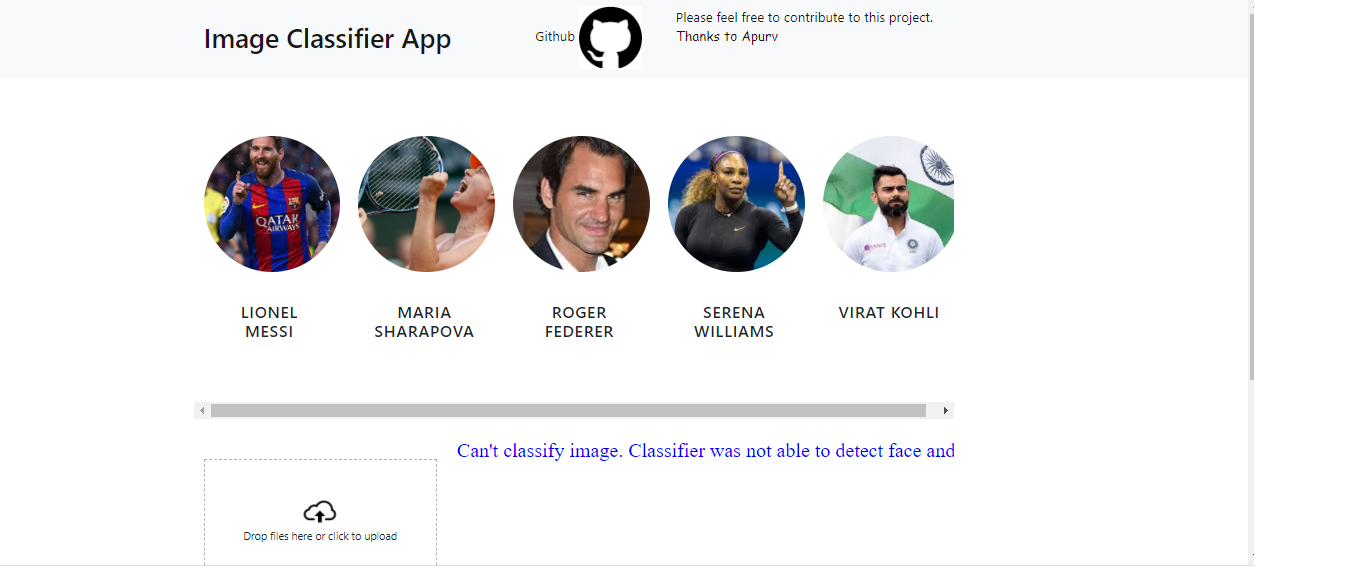 Image Classifier App
Github
Please feel free to contribute to this project.
Thanks to Apurv
QATAR
AIRWAYS
LIONEL
MESSI
MARIA
SHARAPOVA
ROGER
FEDERER
SERENA
WILLIAMS
VIRAT KOHLI
Can't classify image. Classifier was not able to detect face and
Drop files here or click to upload